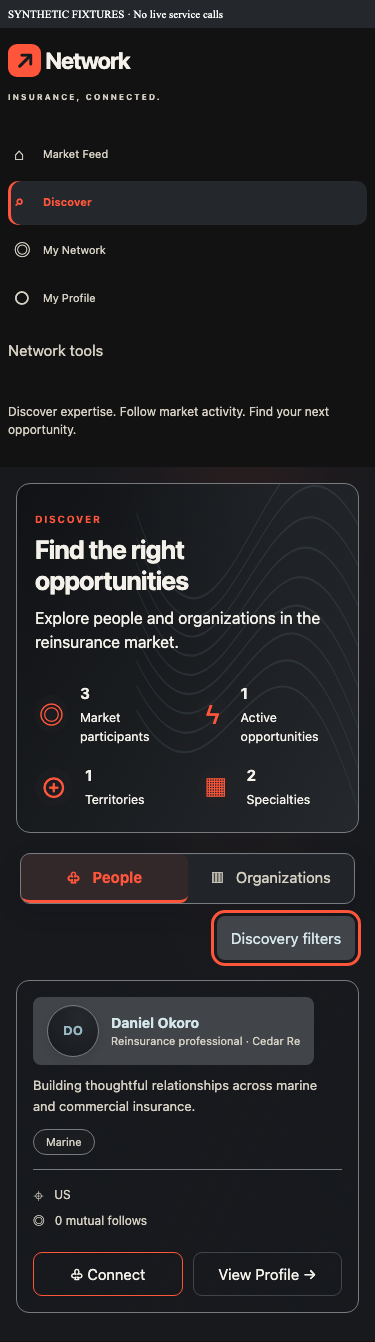 SYNTHETIC FIXTURES · No live service calls
Network
INSURANCE, CONNECTED.
Market Feed
Discover
My Network
My Profile
Network tools
Discover expertise. Follow market activity. Find your next
opportunity.
DISCOVER
Find the right
opportunities
Explore people and organizations in the
reinsurance market.
3
Market
participants
1
Active
opportunities
1
Territories
2
Specialties
People
Organizations
Discovery filters
DO
Daniel Okoro
Reinsurance professional · Cedar Re
Building thoughtful relationships across marine
and commercial insurance.
Marine
US
0 mutual follows
Connect
View Profile →